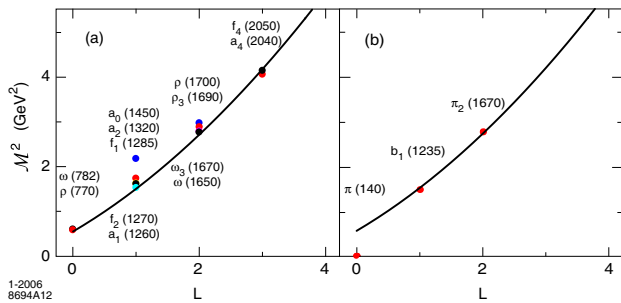 (a)
f4 (2050)
a4 (2040)
ρ (1700)
ρ3 (1690)
a0 (1450)
a2 (1320)
f1 (1285)
ω (782)
ρ (770)
ω3 (1670)
ω (1650)
f2 (1270)
a1 (1260)
ℳ² (GeV²)
4
2
0
0 2 4
L
(b)
π2 (1670)
b1 (1235)
π (140)
0 2 4
L
1-2006
8694A12